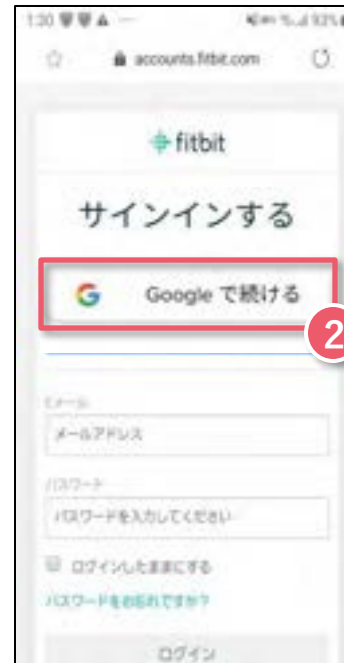 1:30
accounts.fitbit.com
fitbit
サインインする
Google で続ける
2
Eメール
メールアドレス
パスワード
パスワードを入力してください
ログインしたままにする
パスワードをお忘れですか?
ログイン